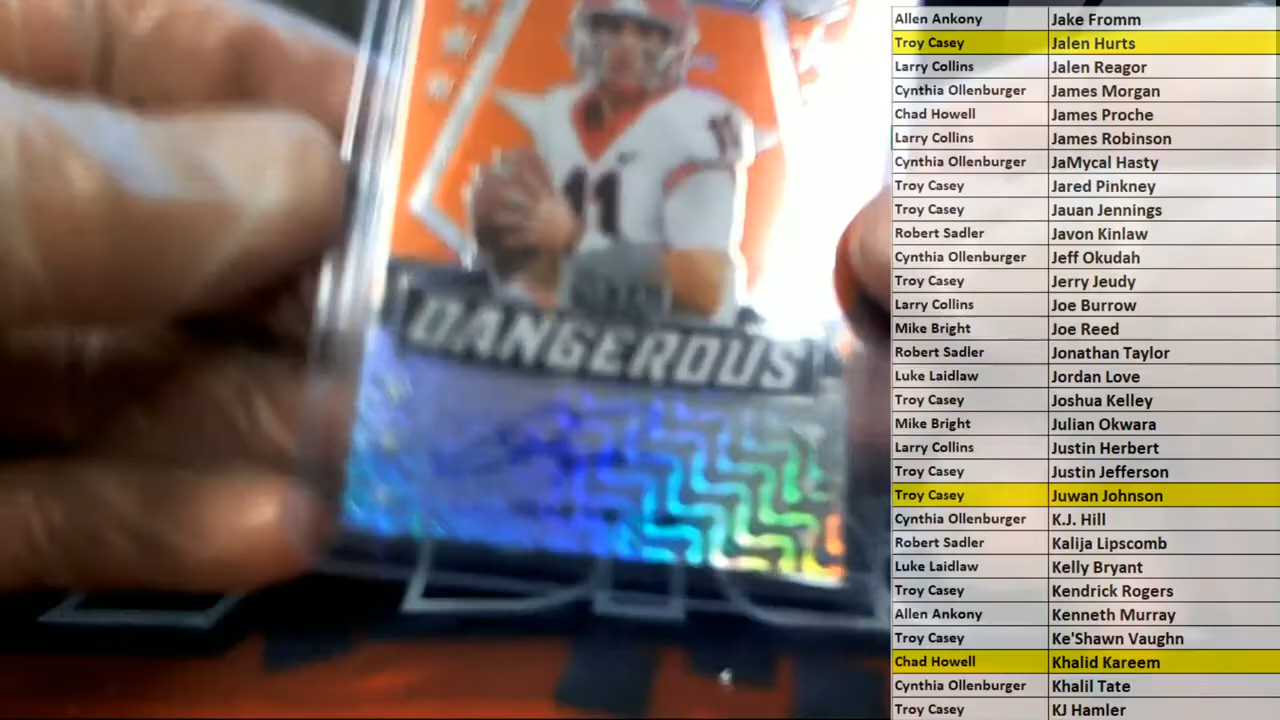 11
DANGEROUS
Allen Ankony Jake Fromm
Troy Casey Jalen Hurts
Larry Collins Jalen Reagor
Cynthia Ollenburger James Morgan
Chad Howell James Proche
Larry Collins James Robinson
Cynthia Ollenburger JaMycal Hasty
Troy Casey Jared Pinkney
Troy Casey Jauan Jennings
Robert Sadler Javon Kinlaw
Cynthia Ollenburger Jeff Okudah
Troy Casey Jerry Jeudy
Larry Collins Joe Burrow
Mike Bright Joe Reed
Robert Sadler Jonathan Taylor
Luke Laidlaw Jordan Love
Troy Casey Joshua Kelley
Mike Bright Julian Okwara
Larry Collins Justin Herbert
Troy Casey Justin Jefferson
Troy Casey Juwan Johnson
Cynthia Ollenburger K.J. Hill
Robert Sadler Kalija Lipscomb
Luke Laidlaw Kelly Bryant
Troy Casey Kendrick Rogers
Allen Ankony Kenneth Murray
Troy Casey Ke'Shawn Vaughn
Chad Howell Khalid Kareem
Cynthia Ollenburger Khalil Tate
Troy Casey KJ Hamler